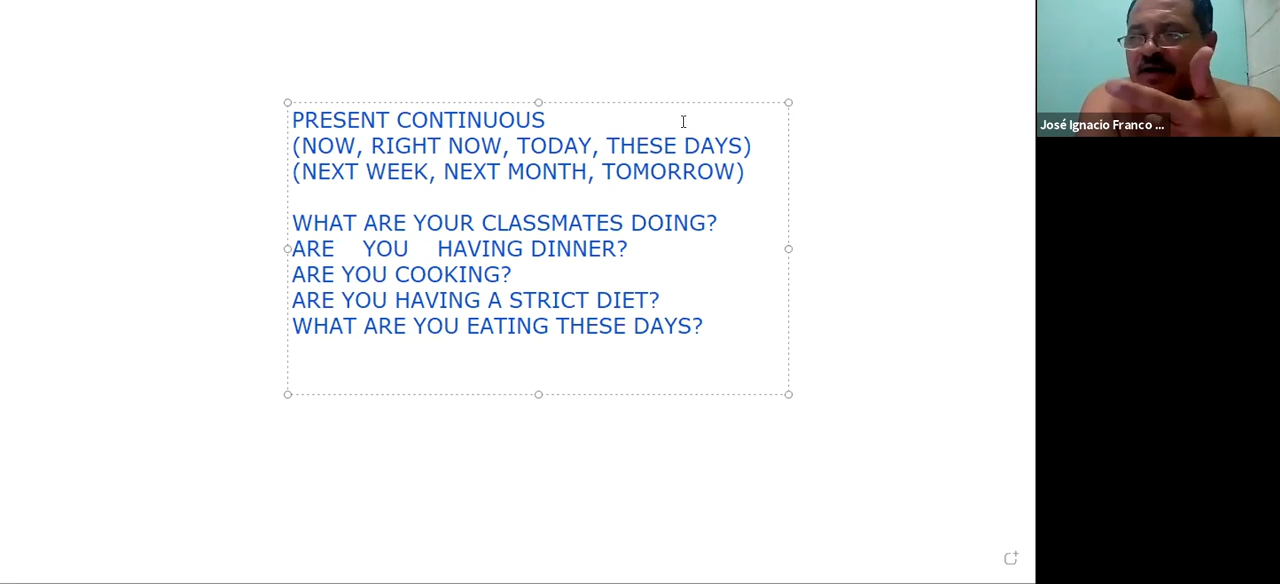 PRESENT CONTINUOUS
(NOW, RIGHT NOW, TODAY, THESE DAYS)
(NEXT WEEK, NEXT MONTH, TOMORROW)
WHAT ARE YOUR CLASSMATES DOING?
ARE YOU HAVING DINNER?
ARE YOU COOKING?
ARE YOU HAVING A STRICT DIET?
WHAT ARE YOU EATING THESE DAYS?
José Ignacio Franco ...